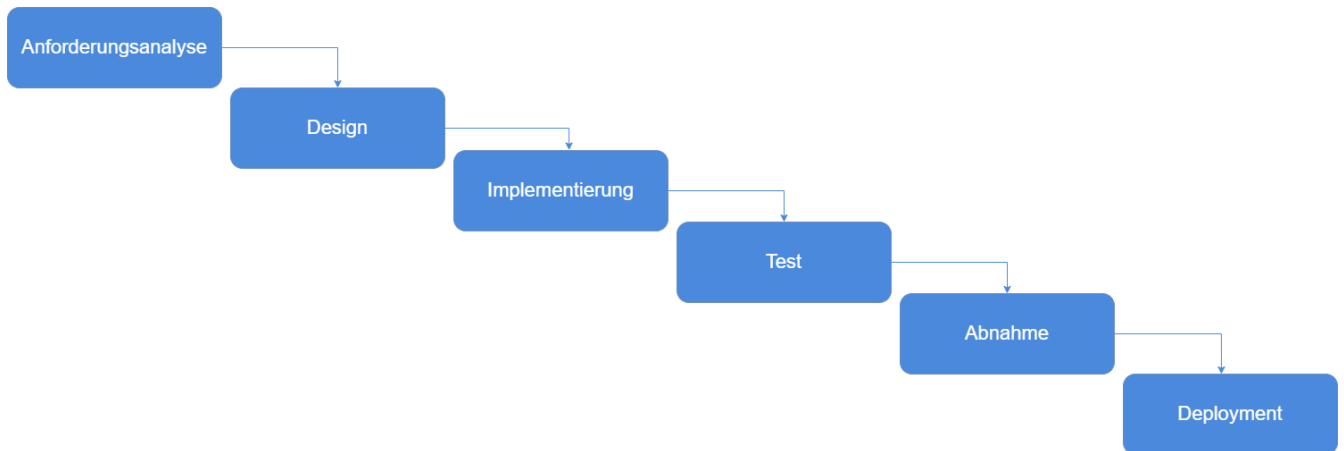 Anforderungsanalyse
Design
Implementierung
Test
Abnahme
Deployment